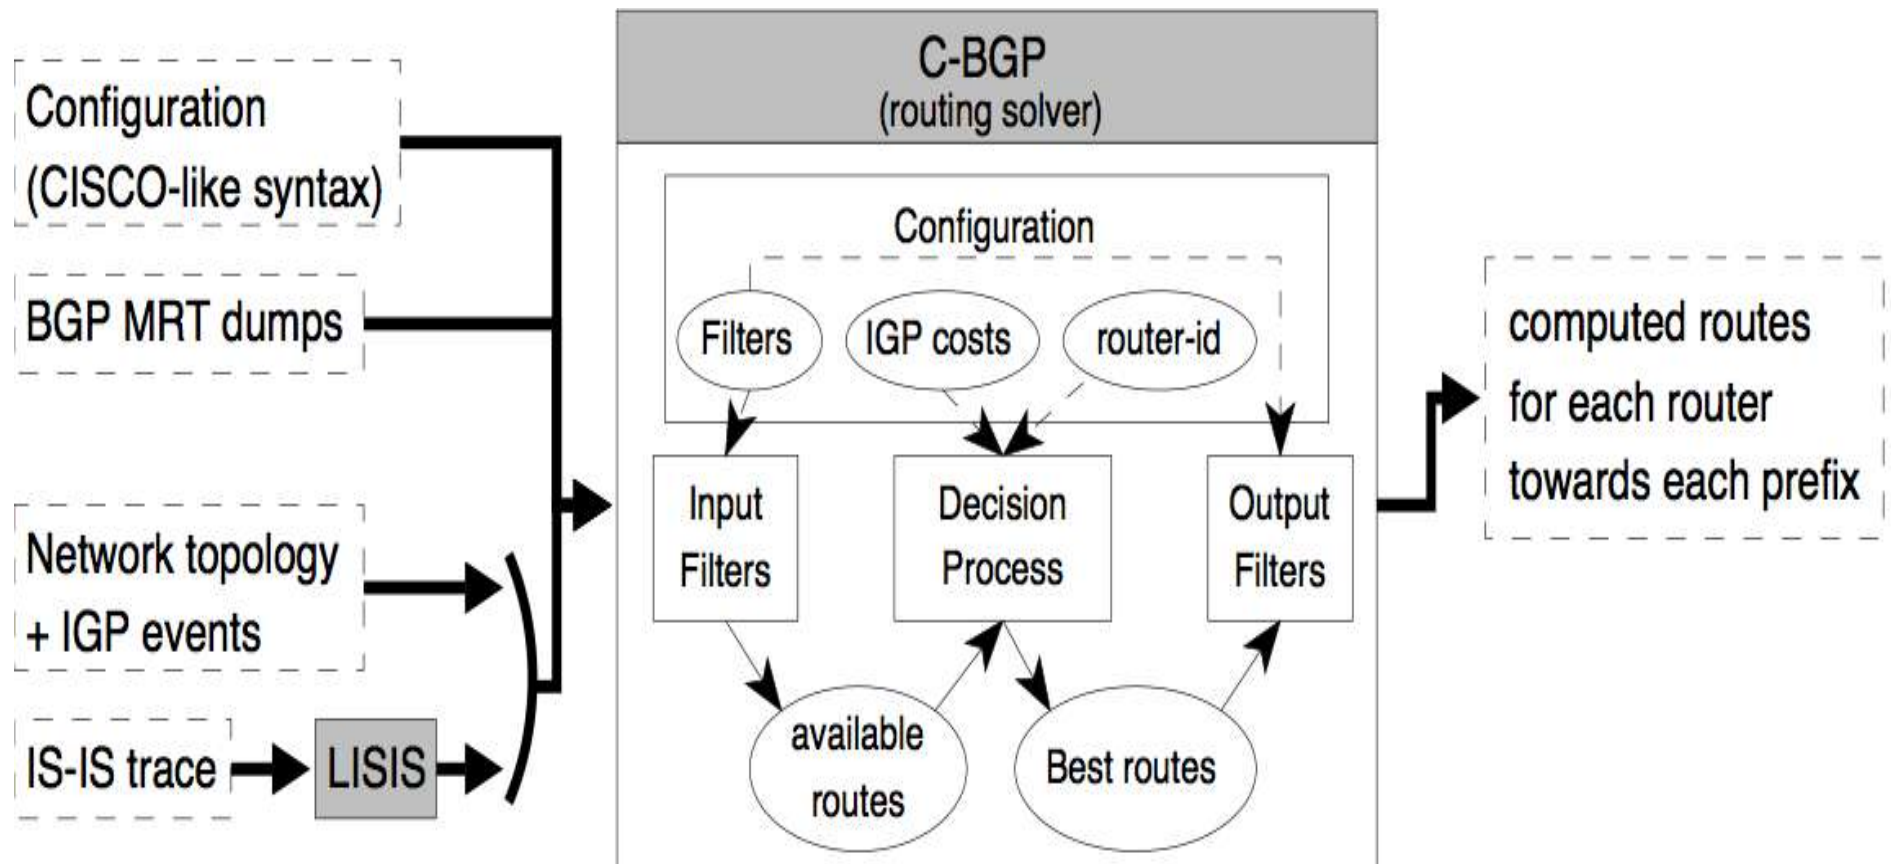 Configuration
(CISCO-like syntax)
BGP MRT dumps
Network topology
+ IGP events
IS-IS trace
LISIS
C-BGP
(routing solver)
Configuration
Filters
IGP costs
router-id
Input
Filters
Decision
Process
Output
Filters
available
routes
Best routes
computed routes
for each router
towards each prefix